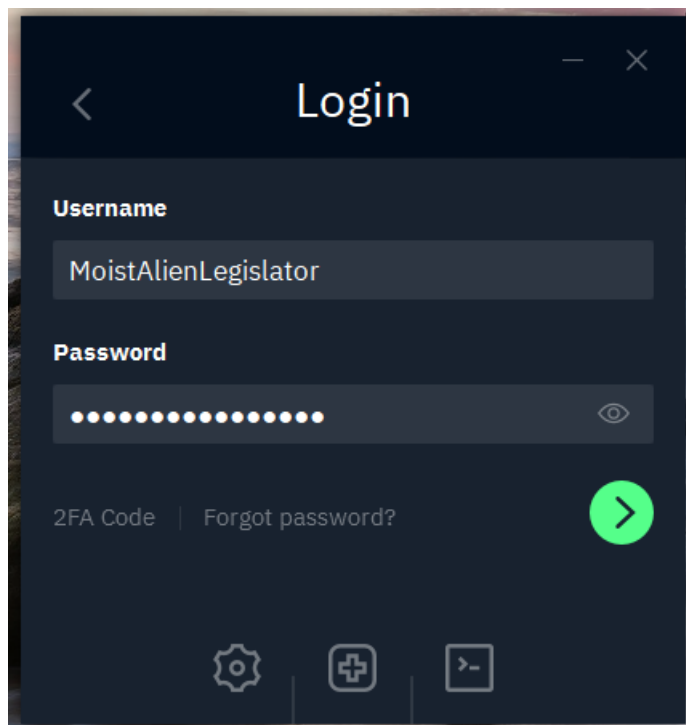 Login
Username
MoistAlienLegislator
Password
●●●●●●●●●●●●●●●●
2FA Code | Forgot password?